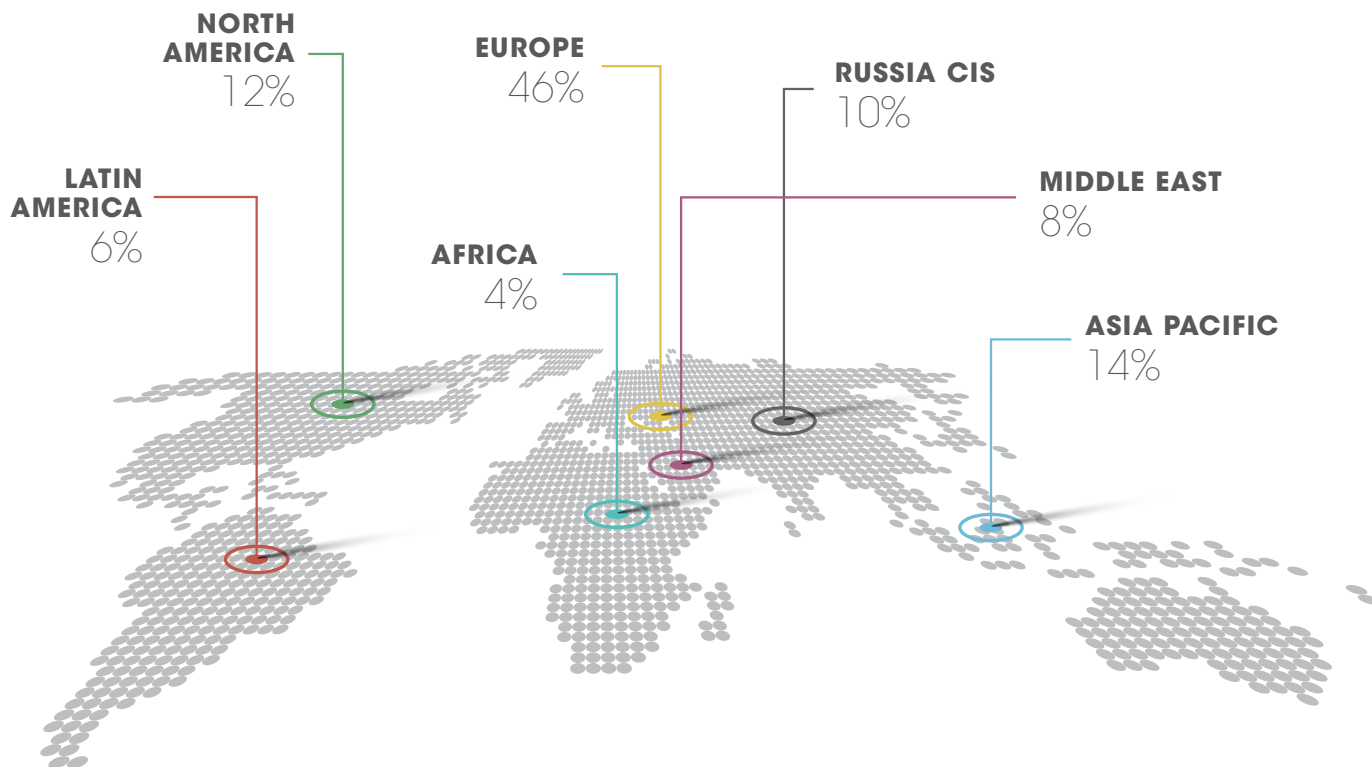 NORTH
AMERICA
12%
EUROPE
46%
RUSSIA CIS
10%
LATIN
AMERICA
6%
MIDDLE EAST
8%
AFRICA
4%
ASIA PACIFIC
14%